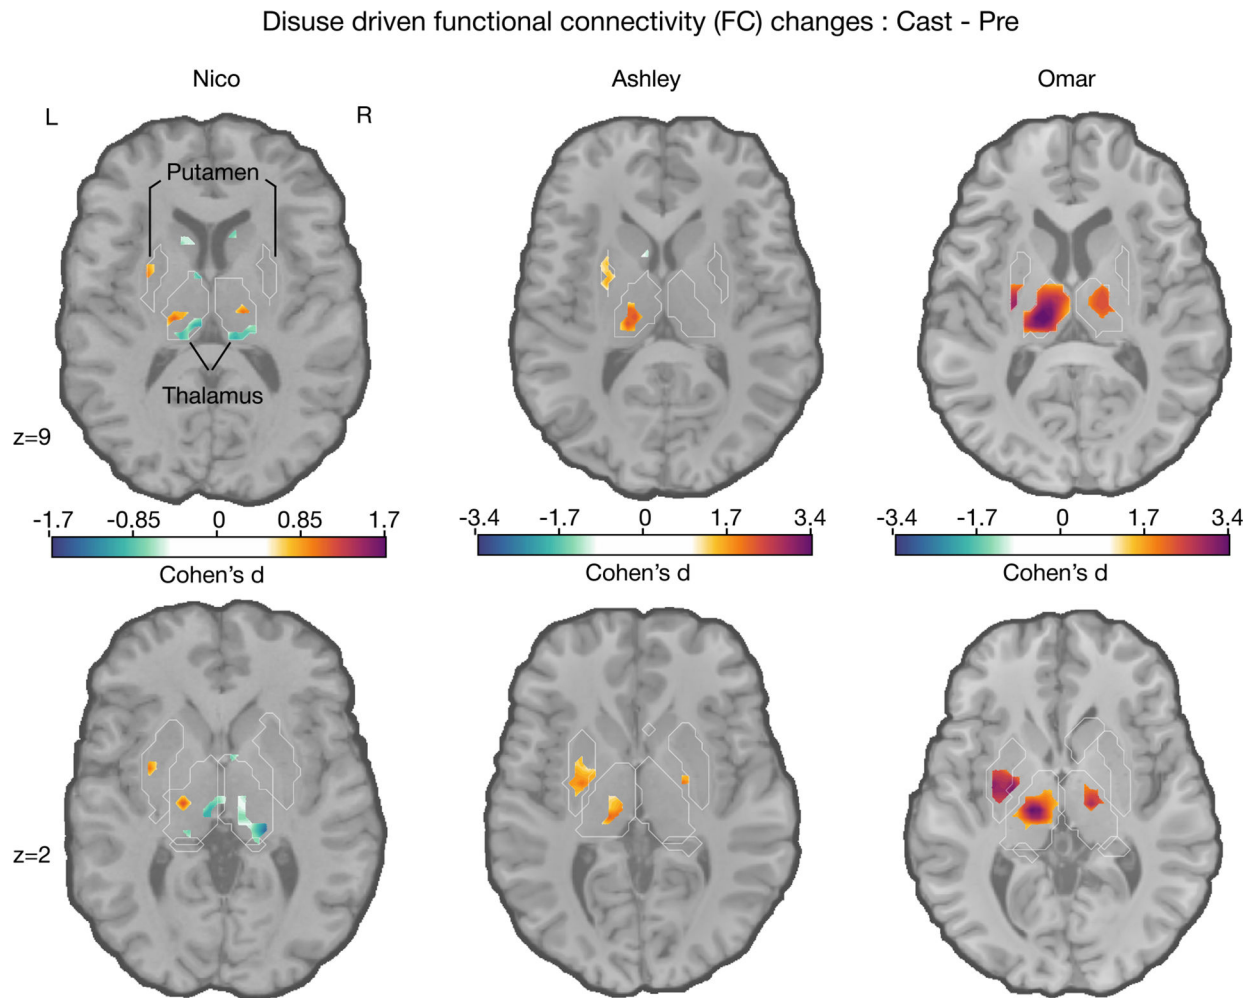 Disuse driven functional connectivity (FC) changes : Cast - Pre
Nico
Ashley
Omar
L
R
Putamen
Thalamus
z=9
-1.7 -0.85 0 0.85 1.7
-3.4 -1.7 0 1.7 3.4
-3.4 -1.7 0 1.7 3.4
Cohen's d
Cohen's d
Cohen's d
z=2